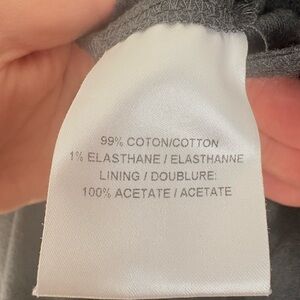 99% COTON/COTTON
1% ELASTHANE / ELASTHANNE
LINING / DOUBLURE:
100% ACETATE / ACETATE